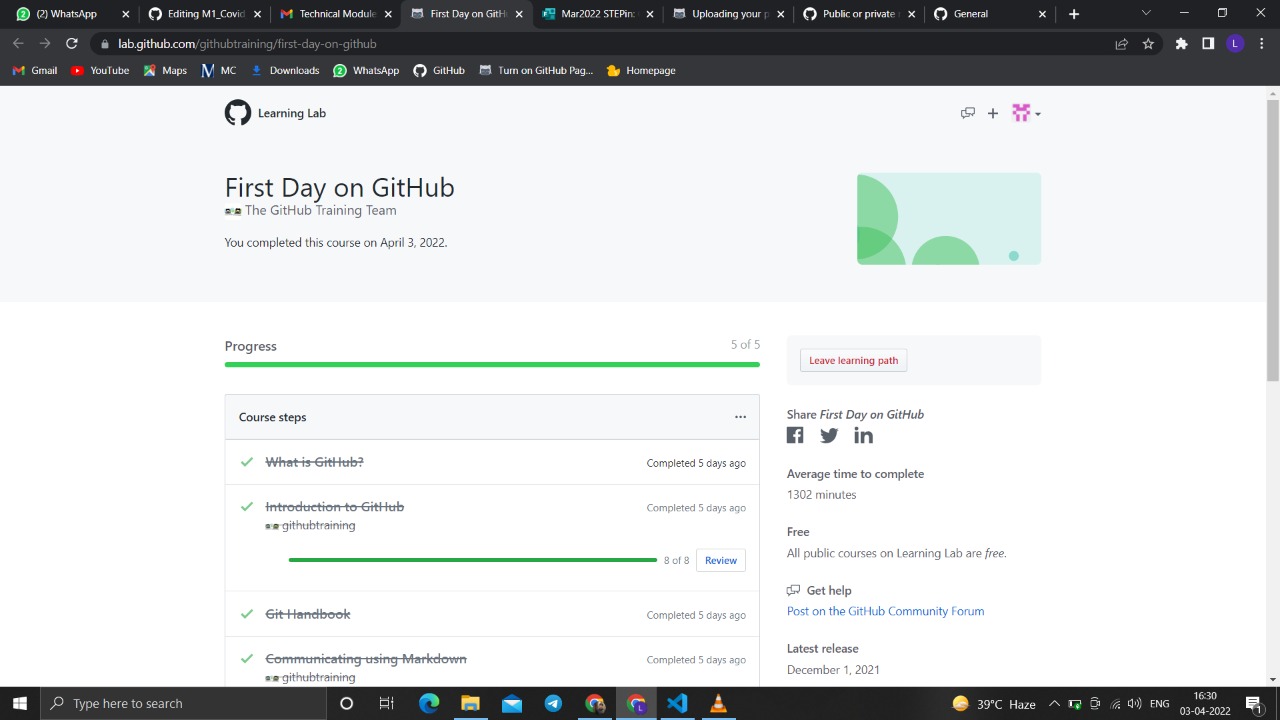 (2) WhatsApp
Editing M1_Covid
Technical Module
First Day on GitH
Mar2022 STEPin:
Uploading your p
Public or private
General
lab.github.com/githubtraining/first-day-on-github
L
Gmail
YouTube
Maps
MC
Downloads
WhatsApp
GitHub
Turn on GitHub Pag...
Homepage
Learning Lab
First Day on GitHub
The GitHub Training Team
You completed this course on April 3, 2022.
Progress
5 of 5
Leave learning path
Course steps
Share First Day on GitHub
What is GitHub?
Completed 5 days ago
Average time to complete
1302 minutes
Introduction to GitHub
Completed 5 days ago
githubtraining
Free
All public courses on Learning Lab are free.
8 of 8
Review
Get help
Post on the GitHub Community Forum
Git Handbook
Completed 5 days ago
Latest release
December 1, 2021
Communicating using Markdown
Completed 5 days ago
githubtraining
Type here to search
39°C Haze
ENG
16:30
03-04-2022
1